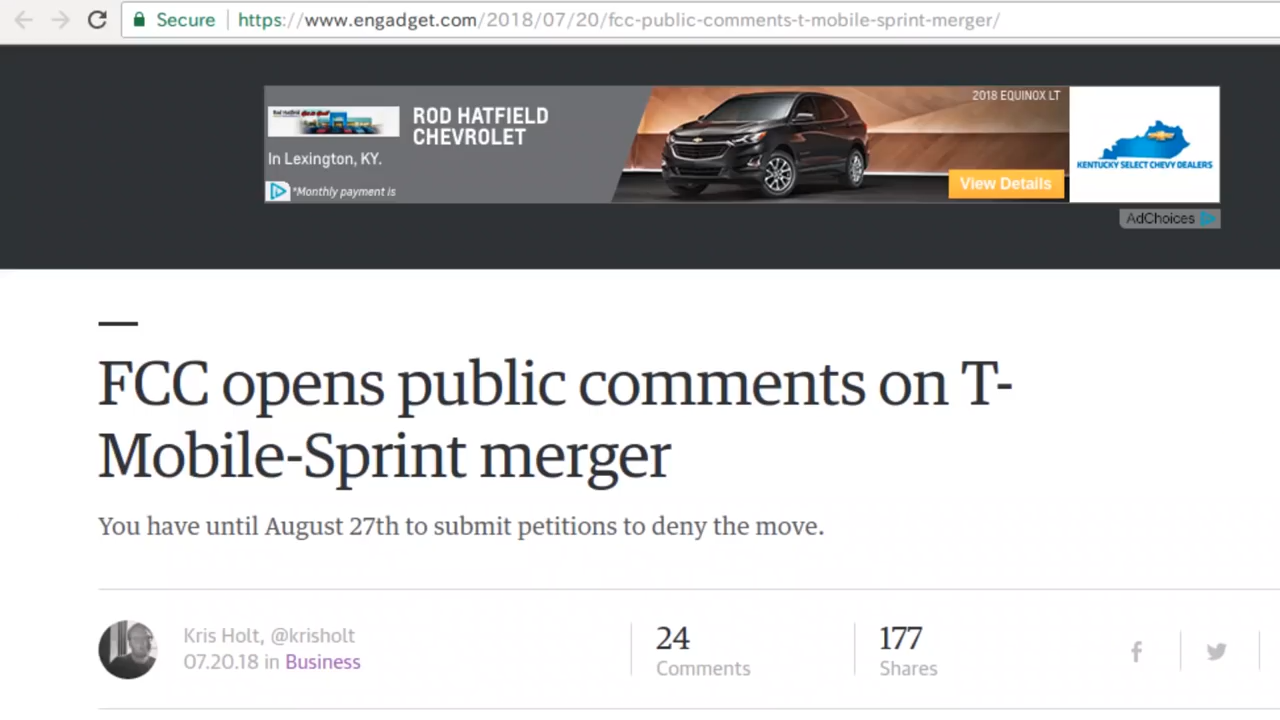 Secure https://www.engadget.com/2018/07/20/fcc-public-comments-t-mobile-sprint-merger/
2018 EQUINOX LT
ROD HATFIELD
CHEVROLET
In Lexington, KY.
KENTUCKY SELECT CHEVY DEALERS
View Details
*Monthly payment is
AdChoices
FCC opens public comments on T-
Mobile-Sprint merger
You have until August 27th to submit petitions to deny the move.
Kris Holt, @krisholt
07.20.18 in Business
24
Comments
177
Shares